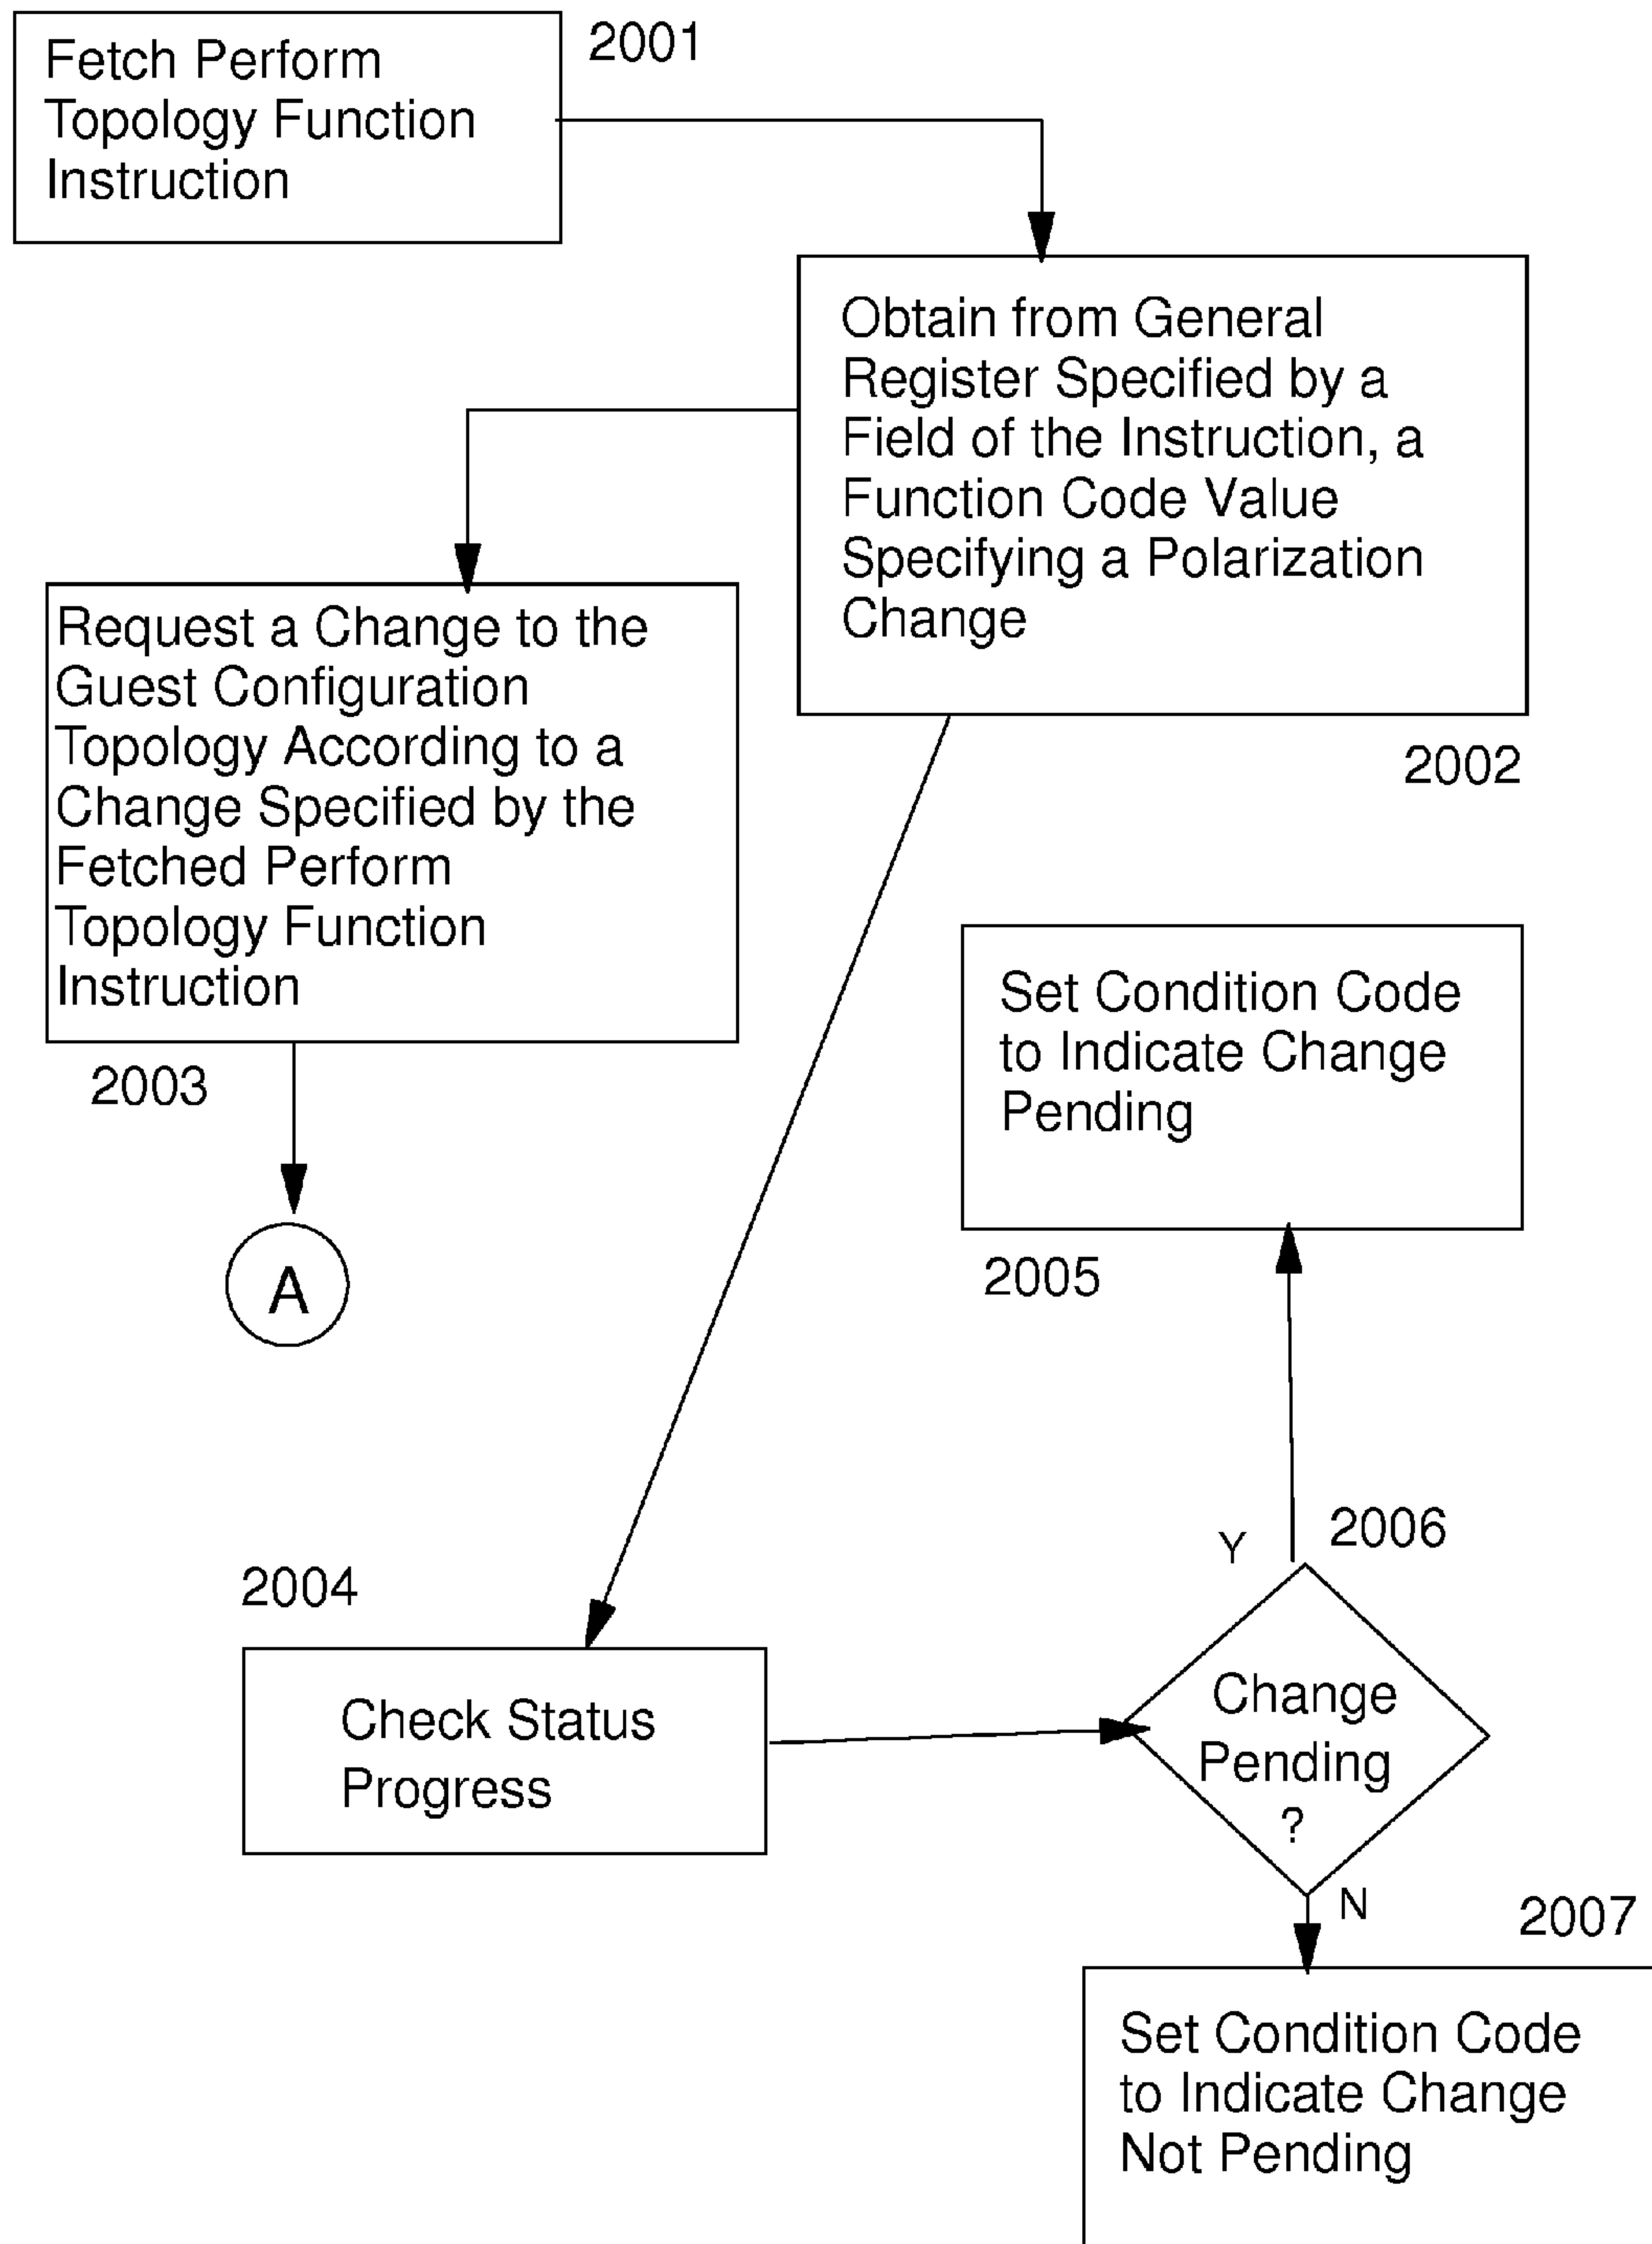 Fetch Perform
Topology Function
Instruction
2001
Obtain from General
Register Specified by a
Field of the Instruction, a
Function Code Value
Specifying a Polarization
Change
2002
Request a Change to the
Guest Configuration
Topology According to a
Change Specified by the
Fetched Perform
Topology Function
Instruction
2003
A
Set Condition Code
to Indicate Change
Pending
2005
2004
Check Status
Progress
Y
2006
Change
Pending
?
N
2007
Set Condition Code
to Indicate Change
Not Pending